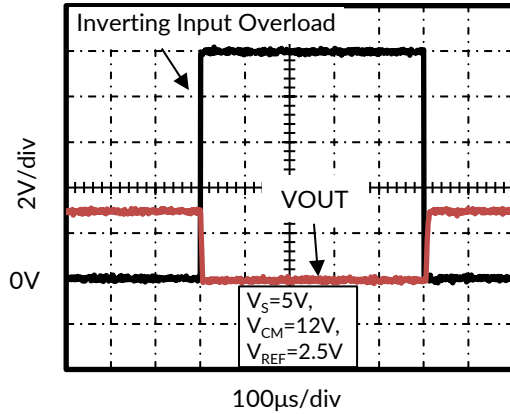 Inverting Input Overload
2V/div
VOUT
0V
V_S=5V,
V_CM=12V,
V_REF=2.5V
100µs/div